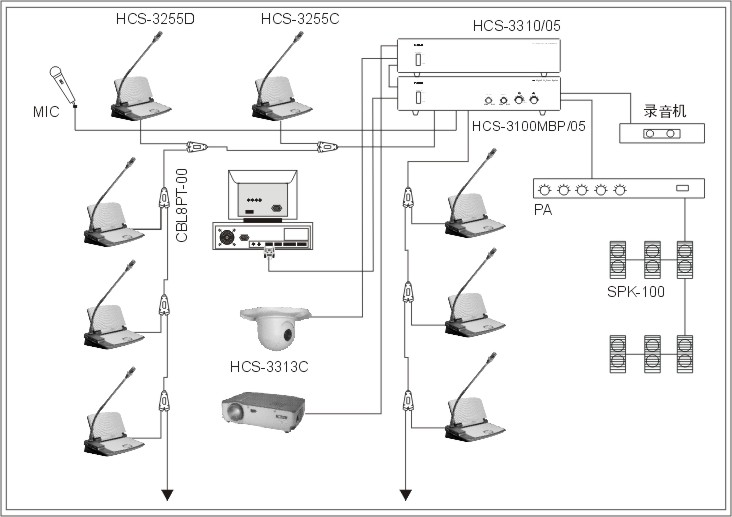 HCS-3255D
HCS-3255C
HCS-3310/05
MIC
HCS-3100MBP/05
录音机
CBL8PT-00
PA
SPK-100
HCS-3313C